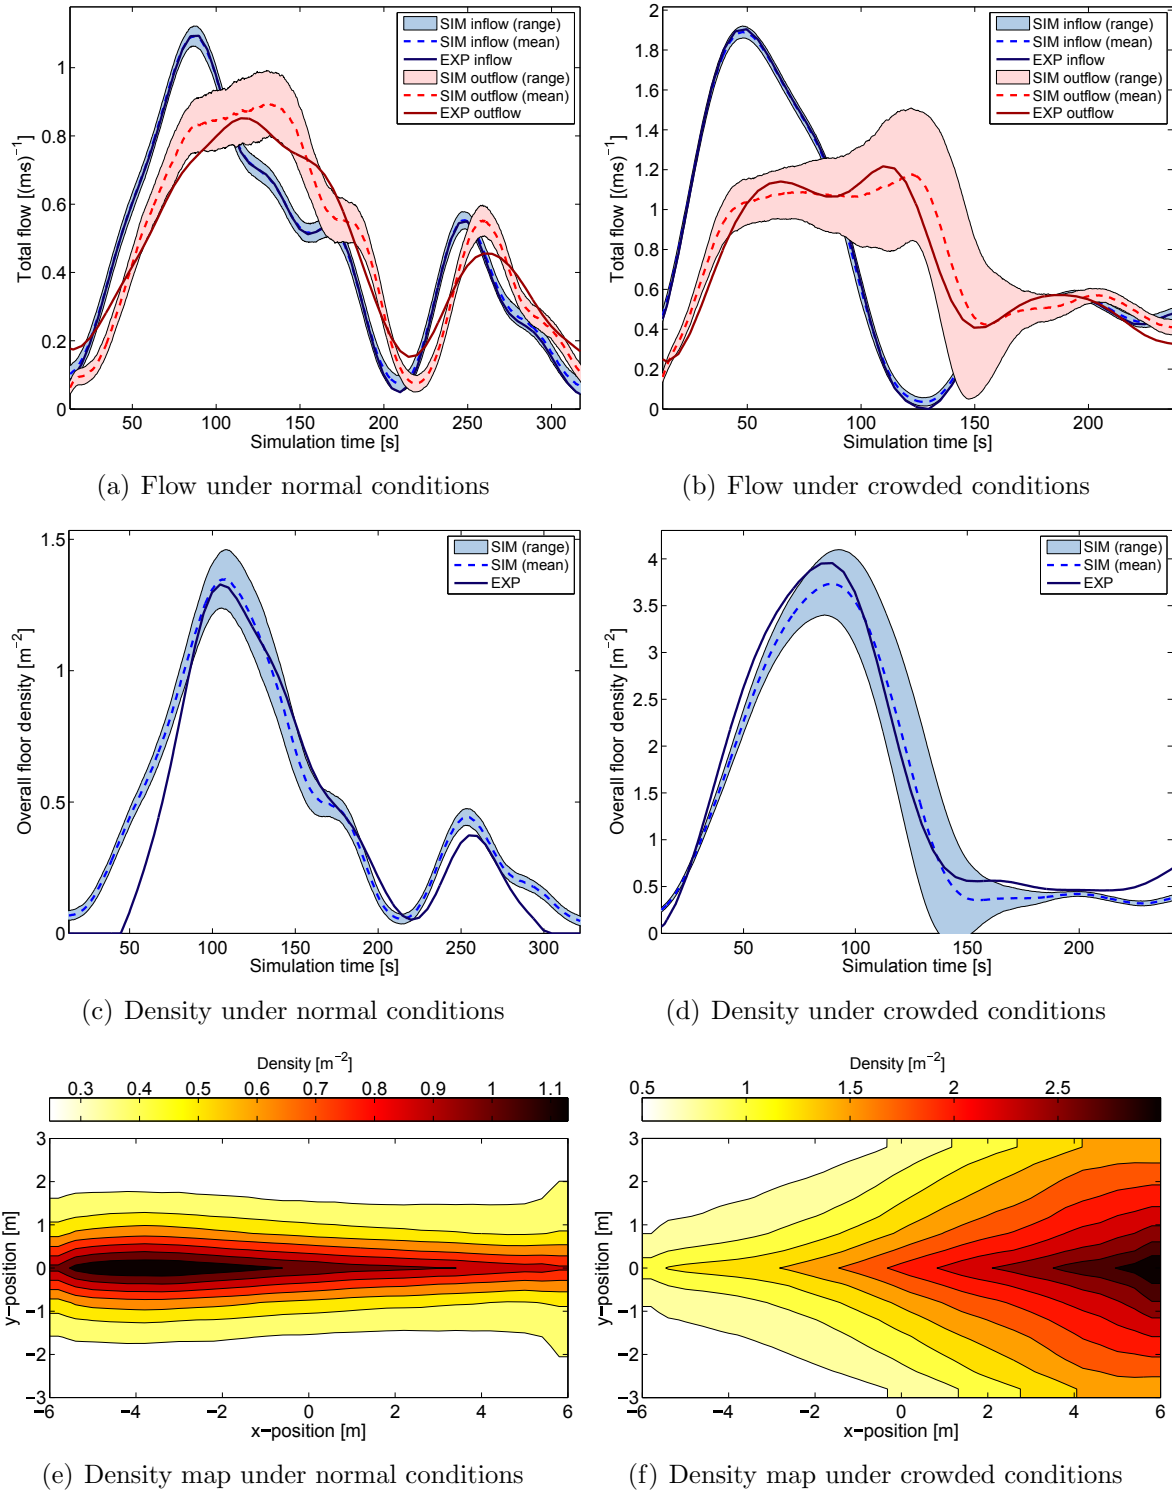 SIM inflow (range)
SIM inflow (mean)
EXP inflow
SIM outflow (range)
SIM outflow (mean)
EXP outflow
Total flow [(m·s)−1]
1
0.8
0.6
0.4
0.2
0
50 100 150 200 250 300
Simulation time [s]
(a) Flow under normal conditions
SIM inflow (range)
SIM inflow (mean)
EXP inflow
SIM outflow (range)
SIM outflow (mean)
EXP outflow
Total flow [(m·s)−1]
2
1.8
1.6
1.4
1.2
1
0.8
0.6
0.4
0.2
0
50 100 150 200
Simulation time [s]
(b) Flow under crowded conditions
SIM (range)
SIM (mean)
EXP
Overall floor density [m−2]
1.5
1
0.5
0
50 100 150 200 250 300
Simulation time [s]
(c) Density under normal conditions
SIM (range)
SIM (mean)
EXP
Overall floor density [m−2]
4
3.5
3
2.5
2
1.5
1
0.5
0
50 100 150 200
Simulation time [s]
(d) Density under crowded conditions
Density [m−2]
0.3 0.4 0.5 0.6 0.7 0.8 0.9 1 1.1
y−position [m]
3
2
1
0
−1
−2
−3
−6 −4 −2 0 2 4 6
x−position [m]
(e) Density map under normal conditions
Density [m−2]
0.5 1 1.5 2 2.5
y−position [m]
3
2
1
0
−1
−2
−3
−6 −4 −2 0 2 4 6
x−position [m]
(f) Density map under crowded conditions